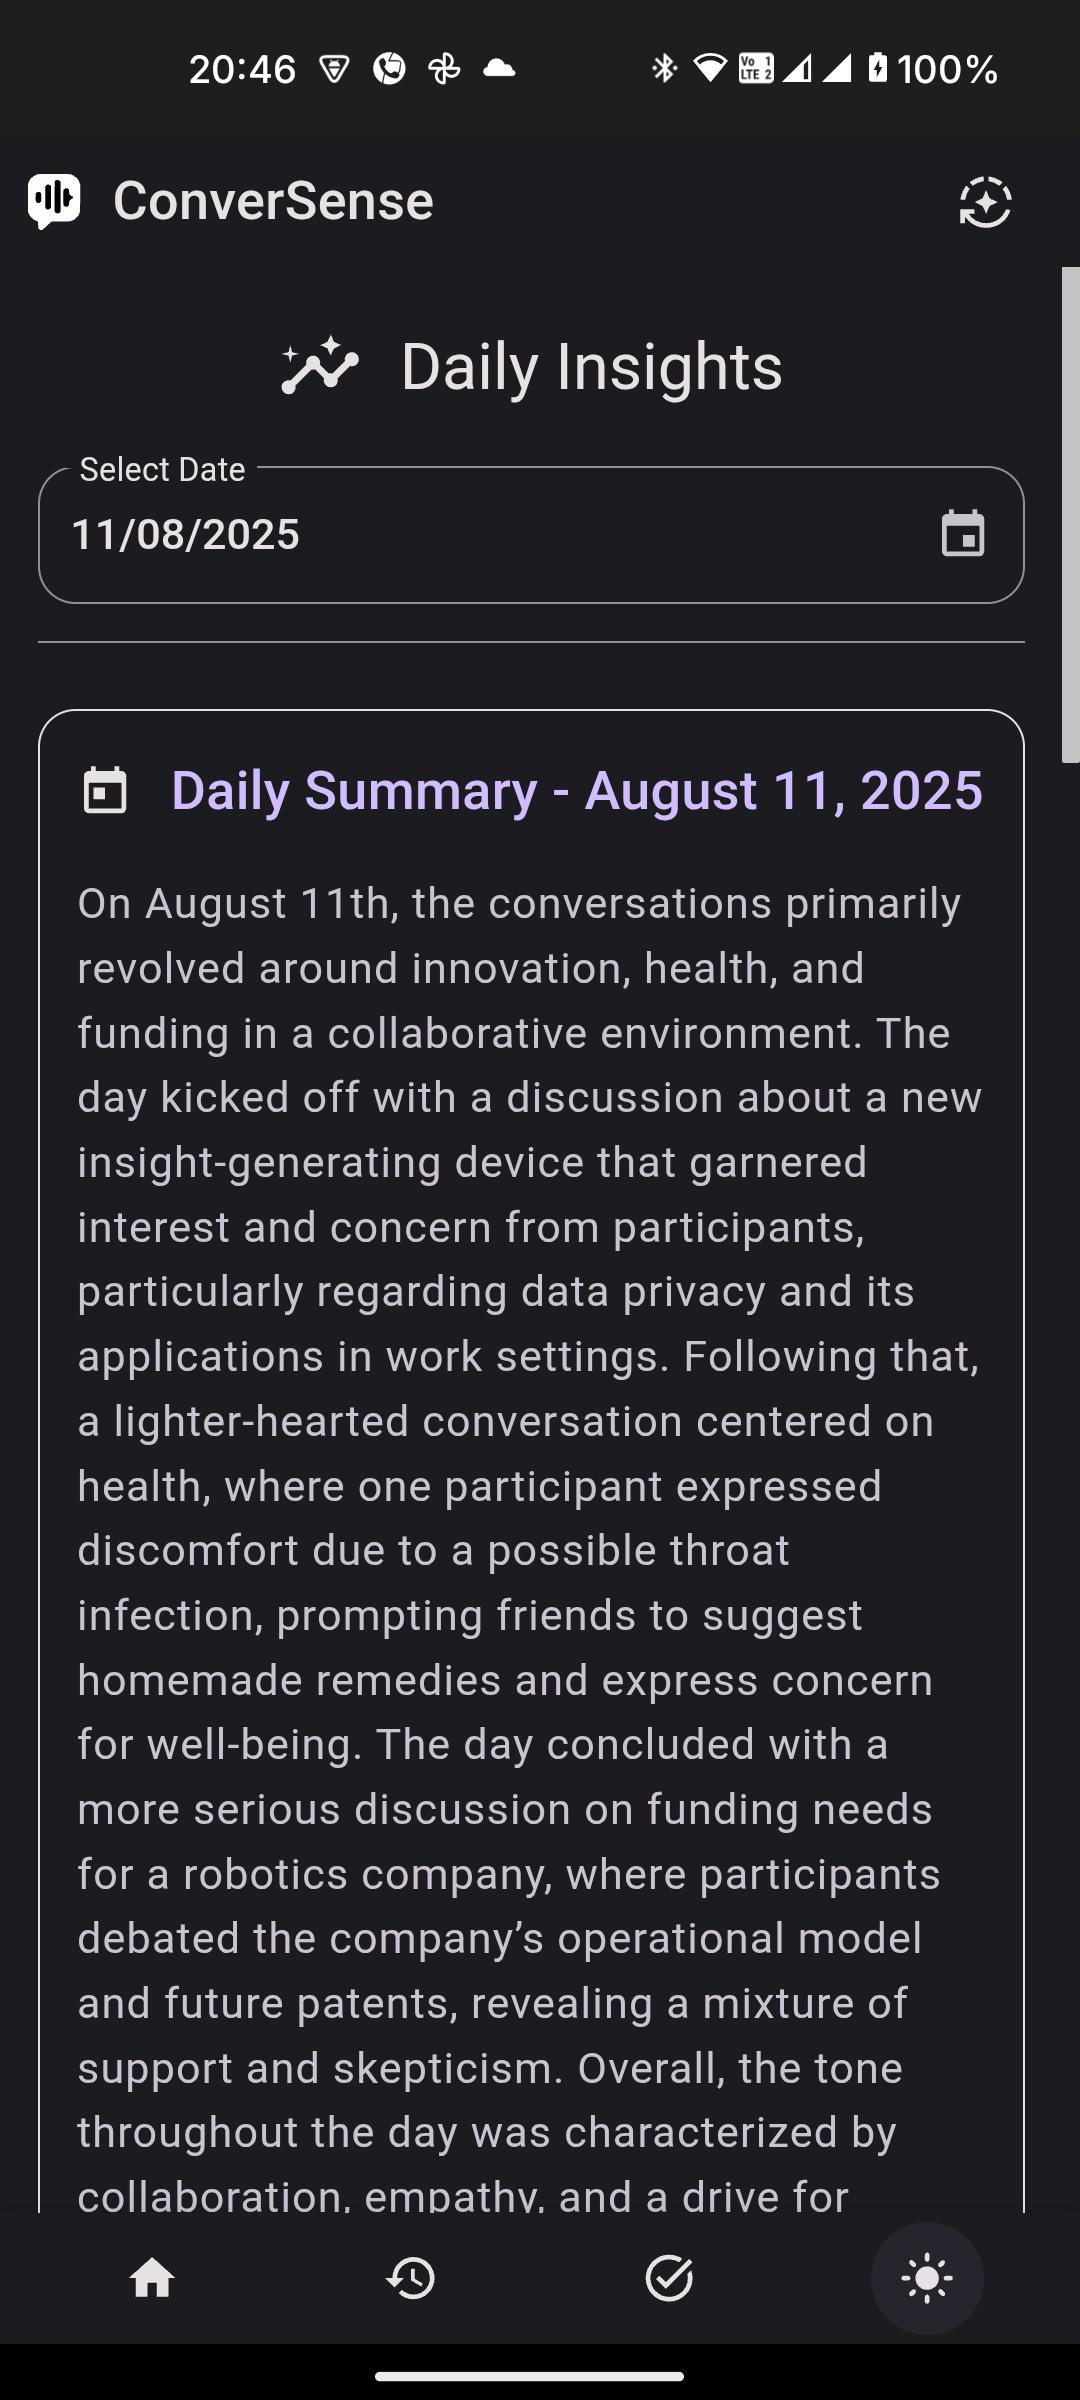 20:46
Vo 1
LTE 2
100%
ConverSense
Daily Insights
Select Date
11/08/2025
Daily Summary - August 11, 2025
On August 11th, the conversations primarily
revolved around innovation, health, and
funding in a collaborative environment. The
day kicked off with a discussion about a new
insight-generating device that garnered
interest and concern from participants,
particularly regarding data privacy and its
applications in work settings. Following that,
a lighter-hearted conversation centered on
health, where one participant expressed
discomfort due to a possible throat
infection, prompting friends to suggest
homemade remedies and express concern
for well-being. The day concluded with a
more serious discussion on funding needs
for a robotics company, where participants
debated the company’s operational model
and future patents, revealing a mixture of
support and skepticism. Overall, the tone
throughout the day was characterized by
collaboration, empathy, and a drive for